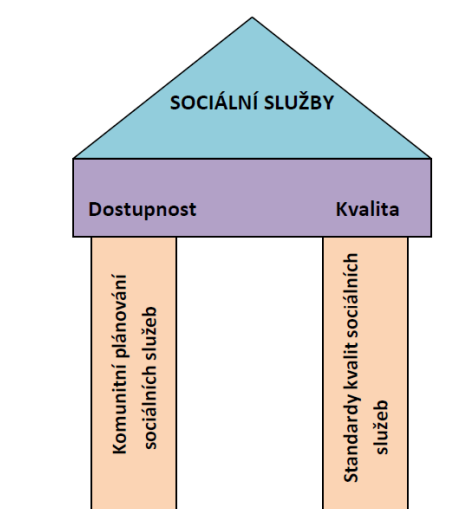 SOCIÁLNÍ SLUŽBY
Dostupnost
Kvalita
Komunitní plánování
sociálních služeb
Standardy kvalit sociálních
služeb